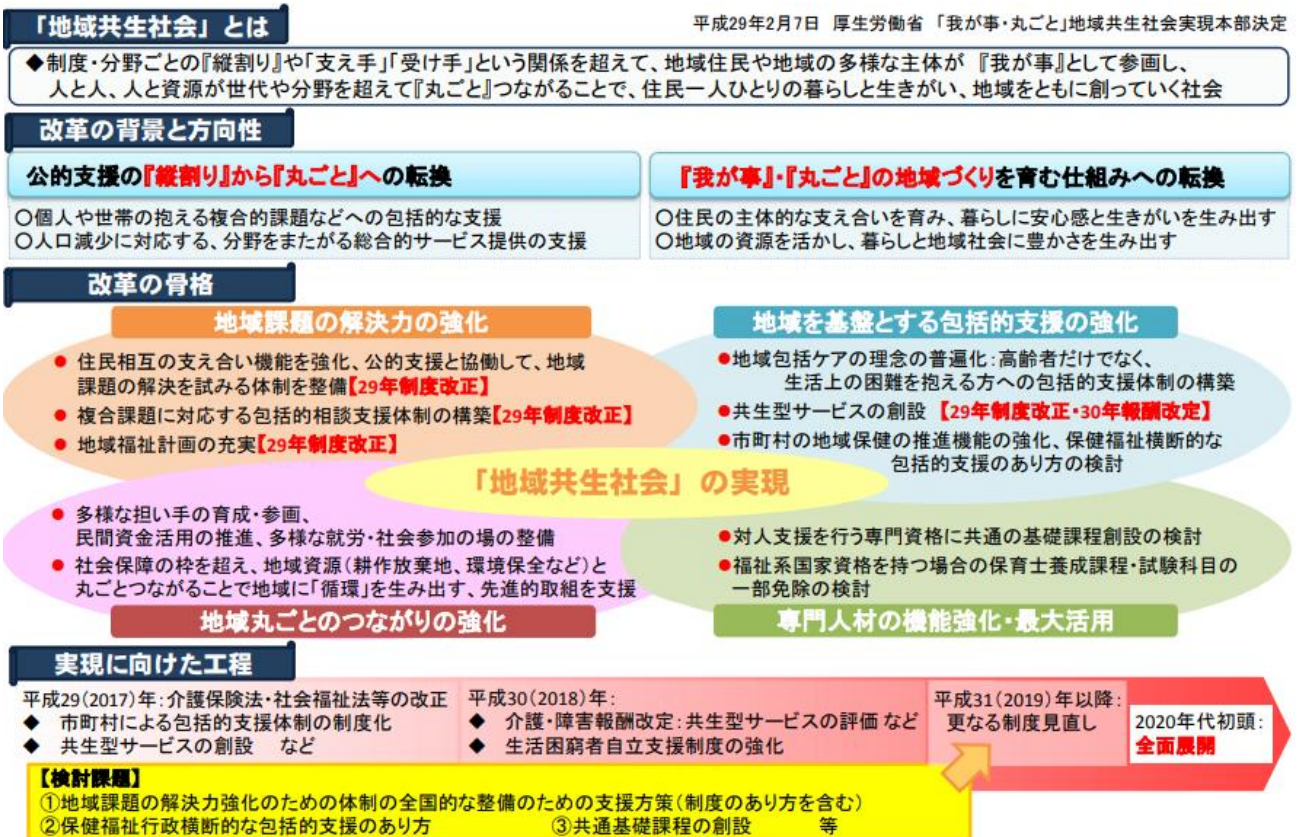 「地域共生社会」とは
平成29年2月7日 厚生労働省 「我が事・丸ごと」地域共生社会実現本部決定
◆制度・分野ごとの『縦割り』や「支え手」「受け手」という関係を超えて、地域住民や地域の多様な主体が 『我が事』として参画し、
人と人、人と資源が世代や分野を超えて『丸ごと』つながることで、住民一人ひとりの暮らしと生きがい、地域をともに創っていく社会
改革の背景と方向性
公的支援の『縦割り』から『丸ごと』への転換
○個人や世帯の抱える複合的課題などへの包括的な支援
○人口減少に対応する、分野をまたがる総合的サービス提供の支援
『我が事』・『丸ごと』の地域づくりを育む仕組みへの転換
○住民の主体的な支え合いを育み、暮らしに安心感と生きがいを生み出す
○地域の資源を活かし、暮らしと地域社会に豊かさを生み出す
改革の骨格
地域課題の解決力の強化
● 住民相互の支え合い機能を強化、公的支援と協働して、地域
課題の解決を試みる体制を整備【29年制度改正】
● 複合課題に対応する包括的相談支援体制の構築【29年制度改正】
● 地域福祉計画の充実【29年制度改正】
地域を基盤とする包括的支援の強化
●地域包括ケアの理念の普遍化:高齢者だけでなく、
生活上の困難を抱える方への包括的支援体制の構築
●共生型サービスの創設 【29年制度改正・30年報酬改定】
●市町村の地域保健の推進機能の強化、保健福祉横断的な
包括的支援のあり方の検討
「地域共生社会」の実現
● 多様な担い手の育成・参画、
民間資金活用の推進、多様な就労・社会参加の場の整備
● 社会保障の枠を超え、地域資源(耕作放棄地、環境保全など)と
丸ごとつながることで地域に「循環」を生み出す、先進的取組を支援
地域丸ごとのつながりの強化
●対人支援を行う専門資格に共通の基礎課程創設の検討
●福祉系国家資格を持つ場合の保育士養成課程・試験科目の
一部免除の検討
専門人材の機能強化・最大活用
実現に向けた工程
平成29(2017)年:介護保険法・社会福祉法等の改正
◆ 市町村による包括的支援体制の制度化
◆ 共生型サービスの創設 など
平成30(2018)年:
◆ 介護・障害報酬改定:共生型サービスの評価 など
◆ 生活困窮者自立支援制度の強化
平成31(2019)年以降:
更なる制度見直し
2020年代初頭:
全面展開
【検討課題】
①地域課題の解決力強化のための体制の全国的な整備のための支援方策(制度のあり方を含む)
②保健福祉行政横断的な包括的支援のあり方 ③共通基礎課程の創設 等